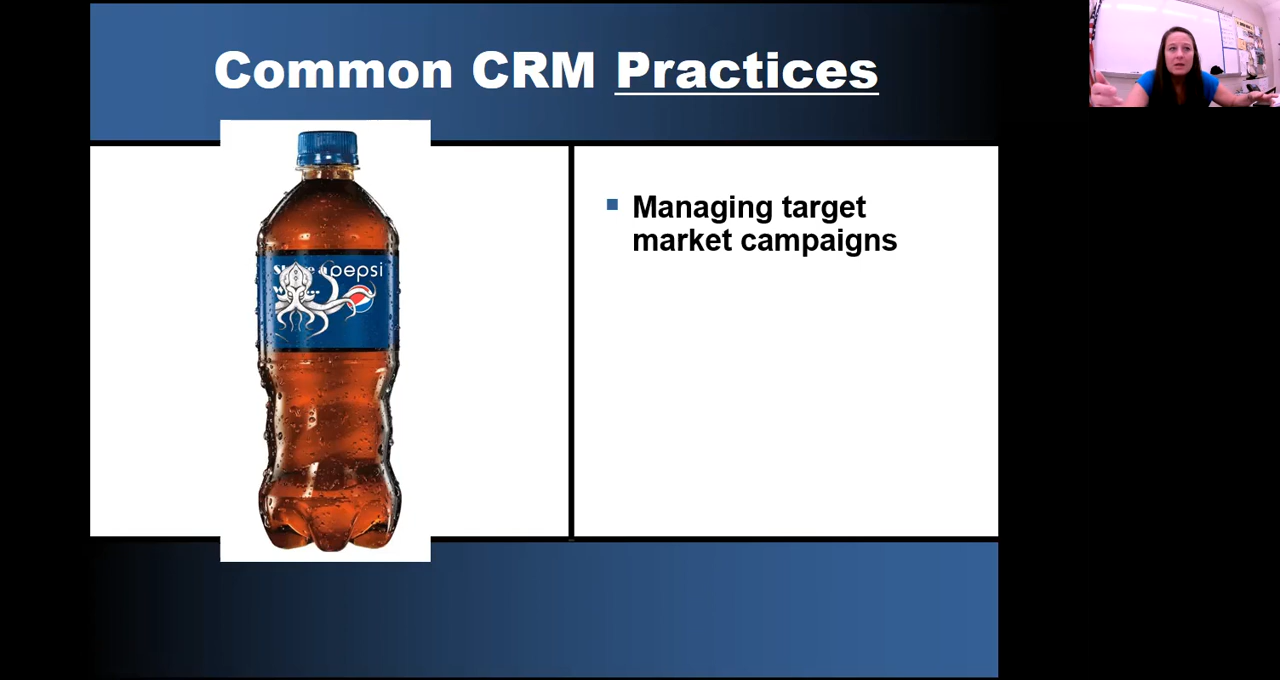 Common CRM Practices
pepsi
Managing target
market campaigns